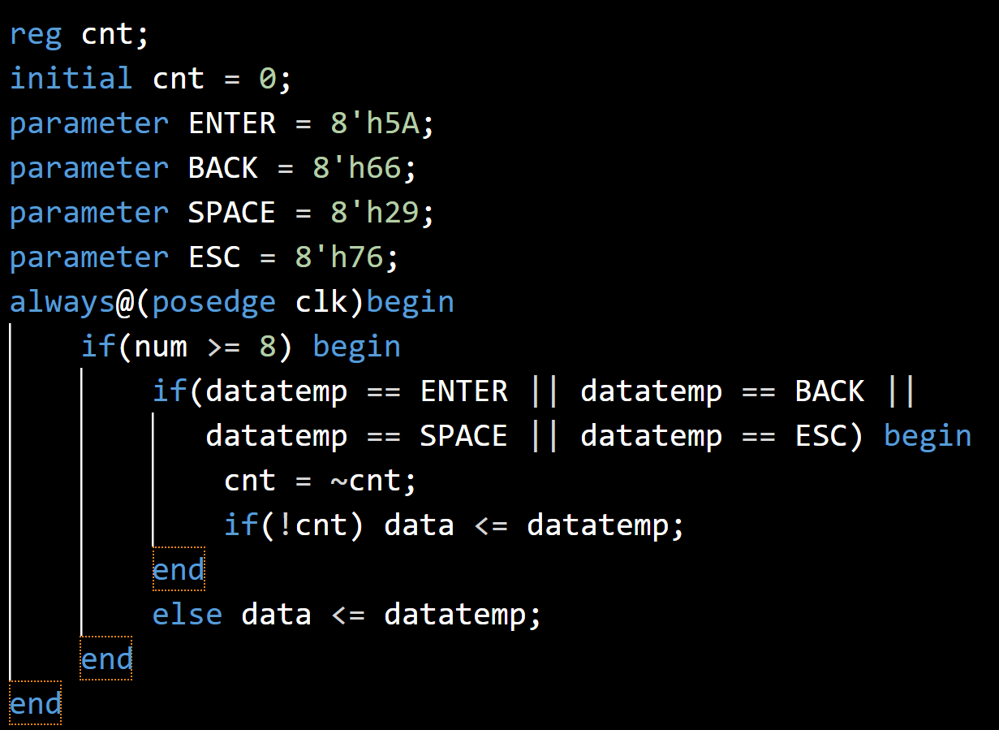 reg cnt;
initial cnt = 0;
parameter ENTER = 8'h5A;
parameter BACK = 8'h66;
parameter SPACE = 8'h29;
parameter ESC = 8'h76;
always@(posedge clk)begin
    if(num >= 8) begin
        if(datatemp == ENTER || datatemp == BACK ||
           datatemp == SPACE || datatemp == ESC) begin
            cnt = ~cnt;
            if(!cnt) data <= datatemp;
        end
        else data <= datatemp;
    end
end